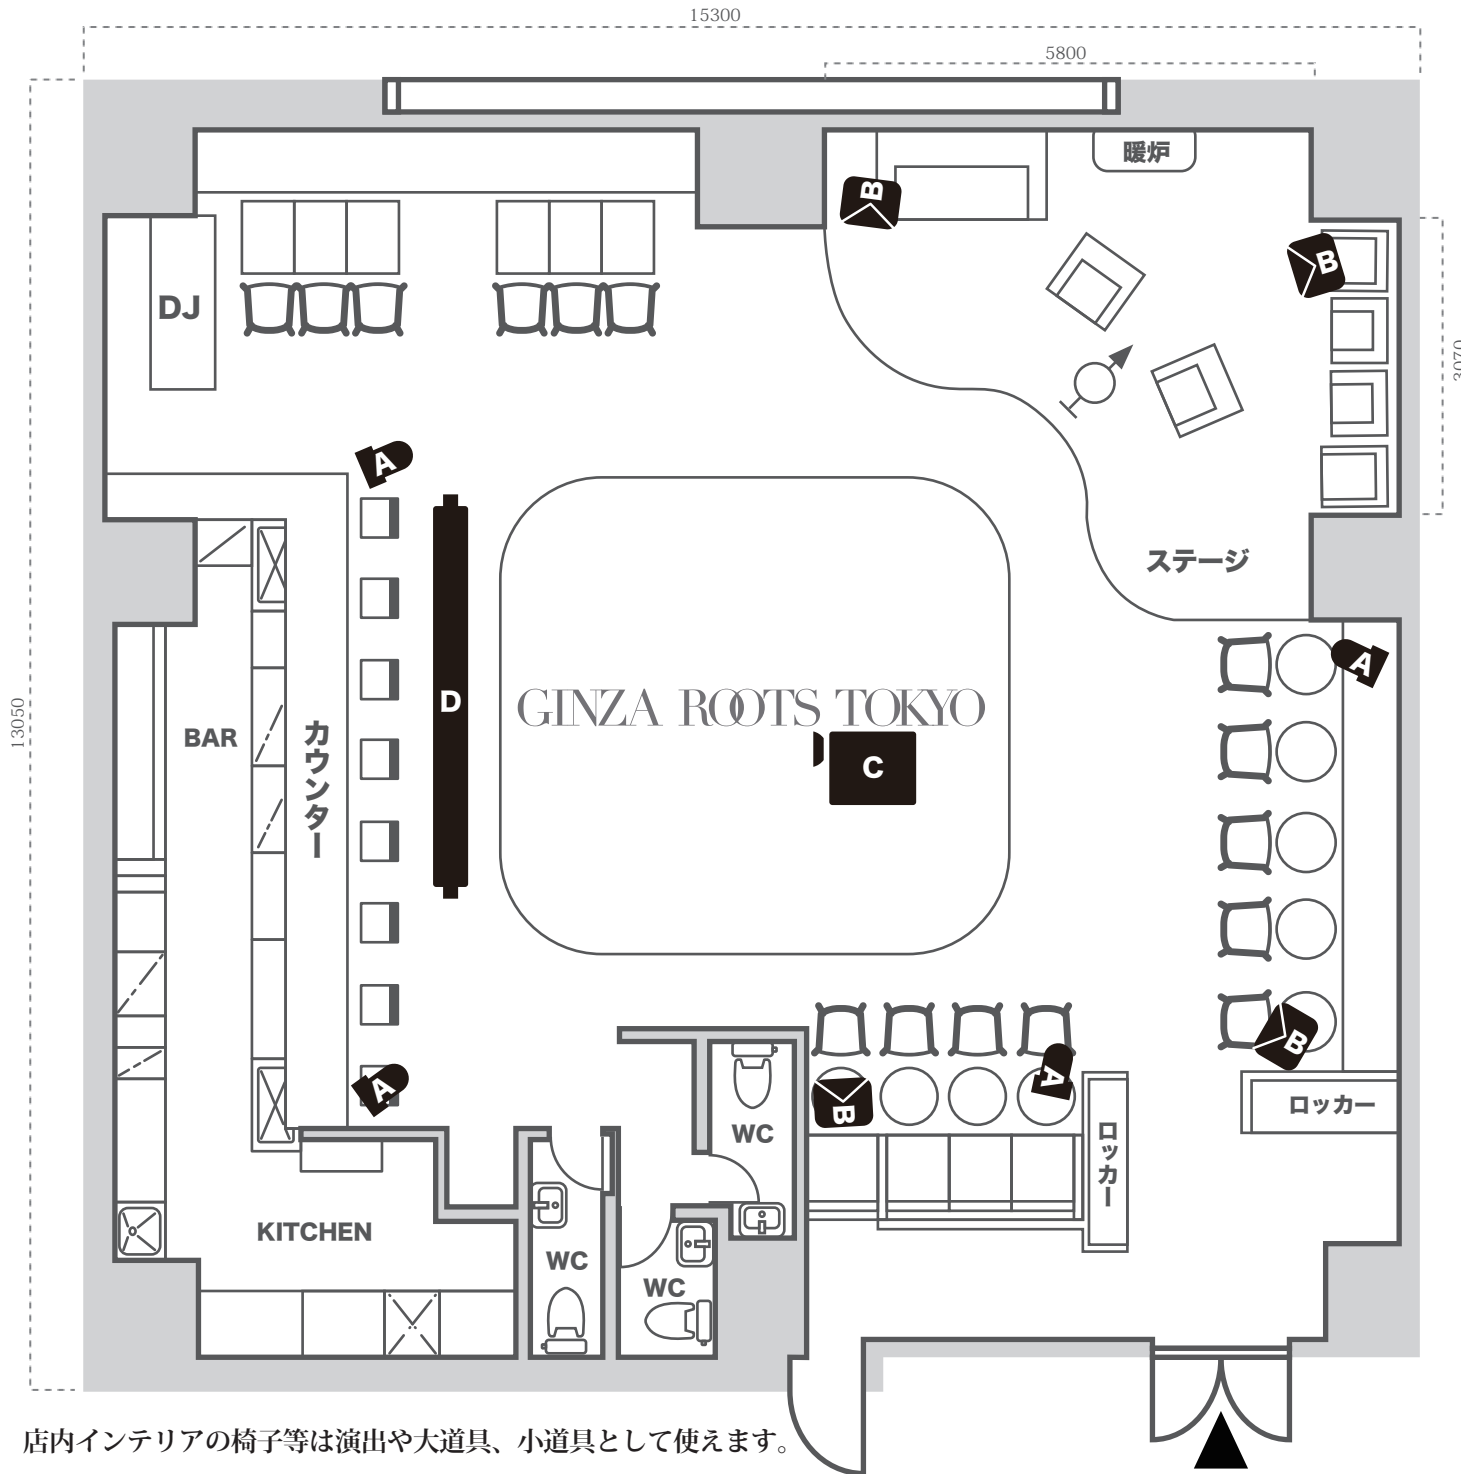 15300
5800
暖炉
B
B
DJ
3070
A
ステージ
A
D
GINZA ROOTS TOKYO
13050
BAR
カウンター
C
B
A
A
B
WC
ロッカー
ロッカー
KITCHEN
WC
WC
店内インテリアの椅子等は演出や大道具、小道具として使えます。